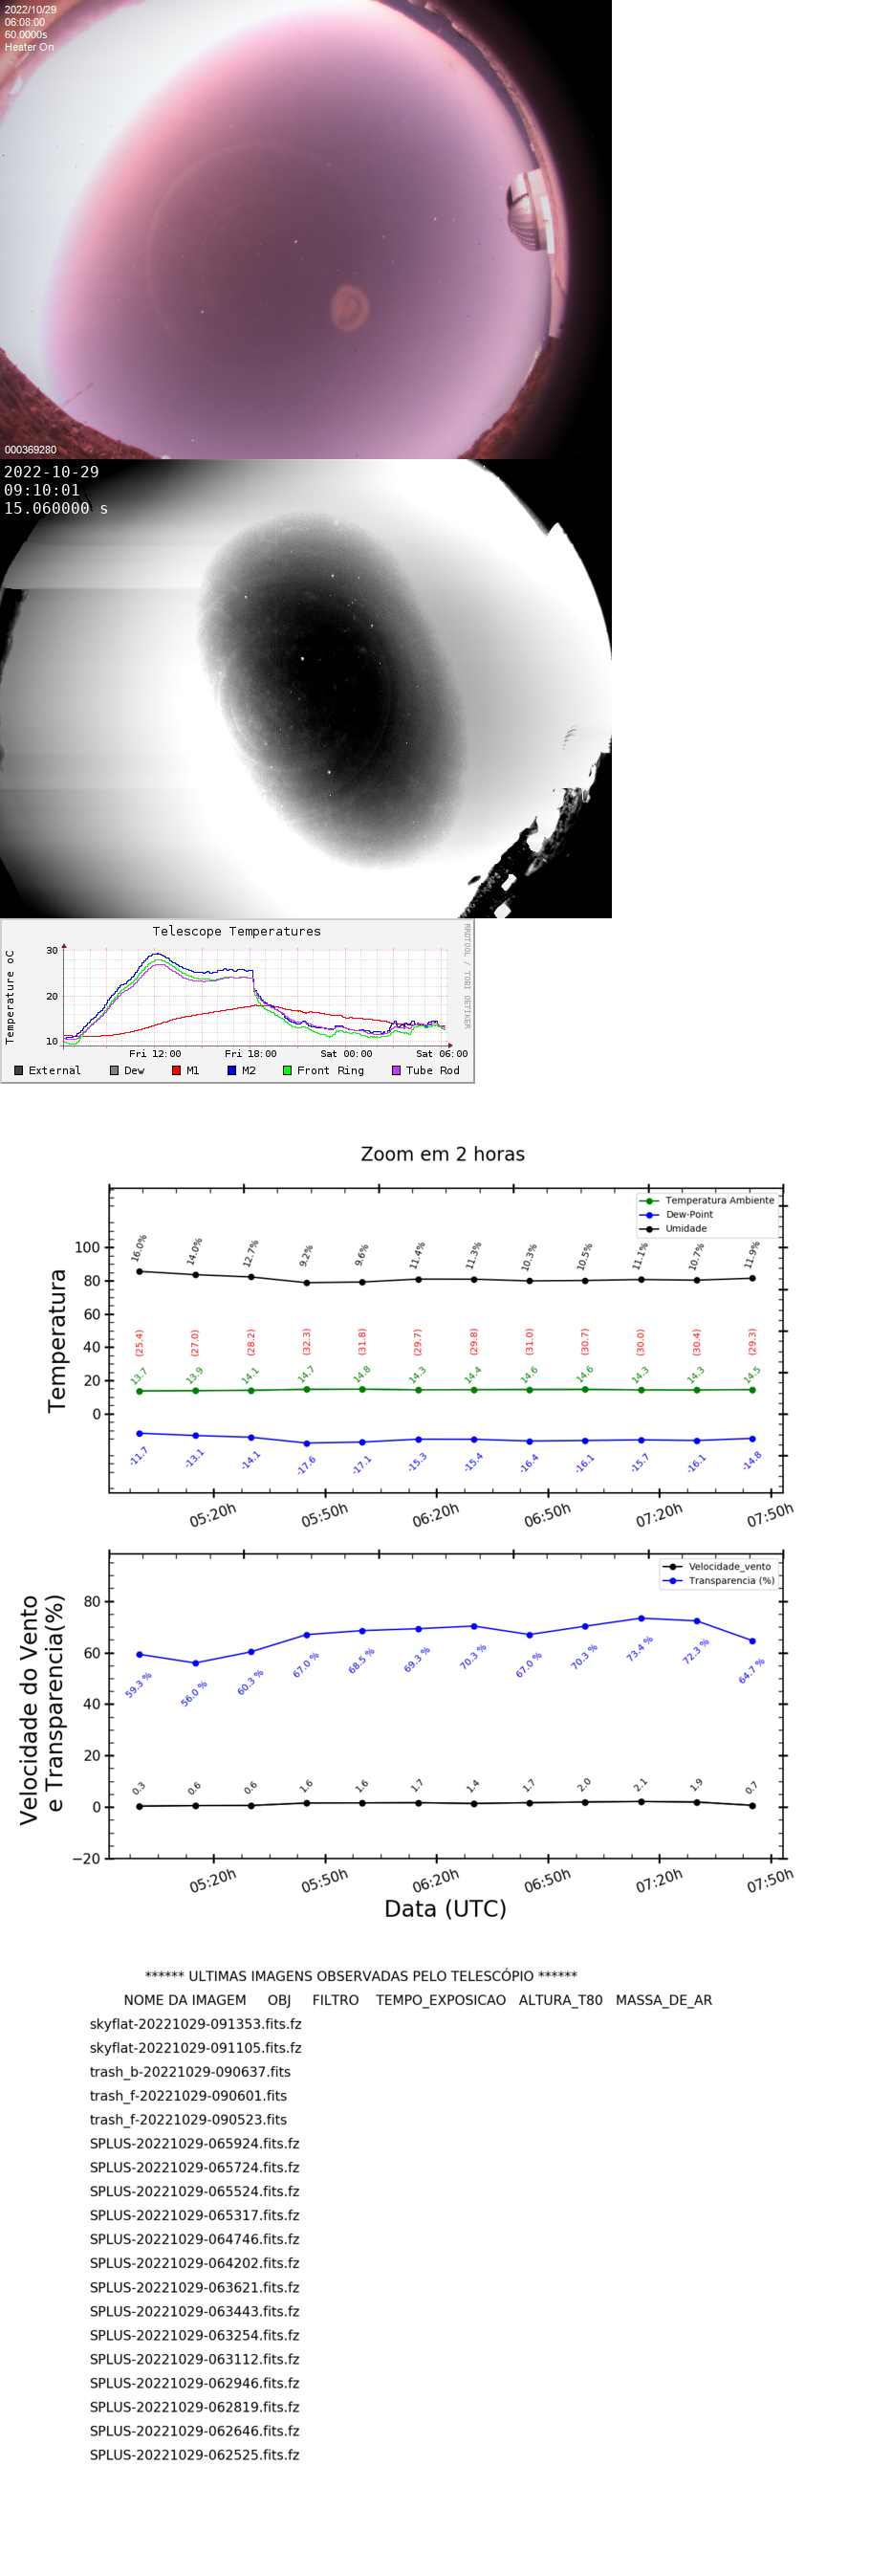 2022/10/29
06:08:00
60.0000s
Heater On
000369280
2022-10-29
09:10:01
15.060000 s
Telescope Temperatures
RRDTOOL / TOBI OETIKER
Temperature oC
30
20
10
Fri 12:00 Fri 18:00 Sat 00:00 Sat 06:00
External Dew M1 M2 Front Ring Tube Rod
Zoom em 2 horas
Temperatura Ambiente
Dew-Point
Umidade
Temperatura
100
80
60
40
20
0
16.0% 14.0% 12.7% 9.2% 9.6% 11.4% 11.3% 10.3% 10.5% 11.1% 10.7% 11.9%
(25.4) (27.0) (28.2) (32.3) (31.8) (29.7) (29.8) (31.0) (30.7) (30.0) (30.4) (29.3)
13.7 13.9 14.1 14.7 14.8 14.3 14.4 14.6 14.6 14.3 14.3 14.5
-11.7 -13.1 -14.1 -17.6 -17.1 -15.3 -15.4 -16.4 -16.1 -15.7 -16.1 -14.8
05:20h 05:50h 06:20h 06:50h 07:20h 07:50h
Velocidade_vento
Transparencia (%)
Velocidade do Vento
e Transparencia(%)
80
60
40
20
0
−20
59.3 % 56.0 % 60.3 % 67.0 % 68.5 % 69.3 % 70.3 % 67.0 % 70.3 % 73.4 % 72.3 % 64.7 %
0.3 0.6 0.6 1.6 1.6 1.7 1.4 1.7 2.0 2.1 1.9 0.7
05:20h 05:50h 06:20h 06:50h 07:20h 07:50h
Data (UTC)
****** ULTIMAS IMAGENS OBSERVADAS PELO TELESCÓPIO ******
NOME DA IMAGEM OBJ FILTRO TEMPO_EXPOSICAO ALTURA_T80 MASSA_DE_AR
skyflat-20221029-091353.fits.fz
skyflat-20221029-091105.fits.fz
trash_b-20221029-090637.fits
trash_f-20221029-090601.fits
trash_f-20221029-090523.fits
SPLUS-20221029-065924.fits.fz
SPLUS-20221029-065724.fits.fz
SPLUS-20221029-065524.fits.fz
SPLUS-20221029-065317.fits.fz
SPLUS-20221029-064746.fits.fz
SPLUS-20221029-064202.fits.fz
SPLUS-20221029-063621.fits.fz
SPLUS-20221029-063443.fits.fz
SPLUS-20221029-063254.fits.fz
SPLUS-20221029-063112.fits.fz
SPLUS-20221029-062946.fits.fz
SPLUS-20221029-062819.fits.fz
SPLUS-20221029-062646.fits.fz
SPLUS-20221029-062525.fits.fz